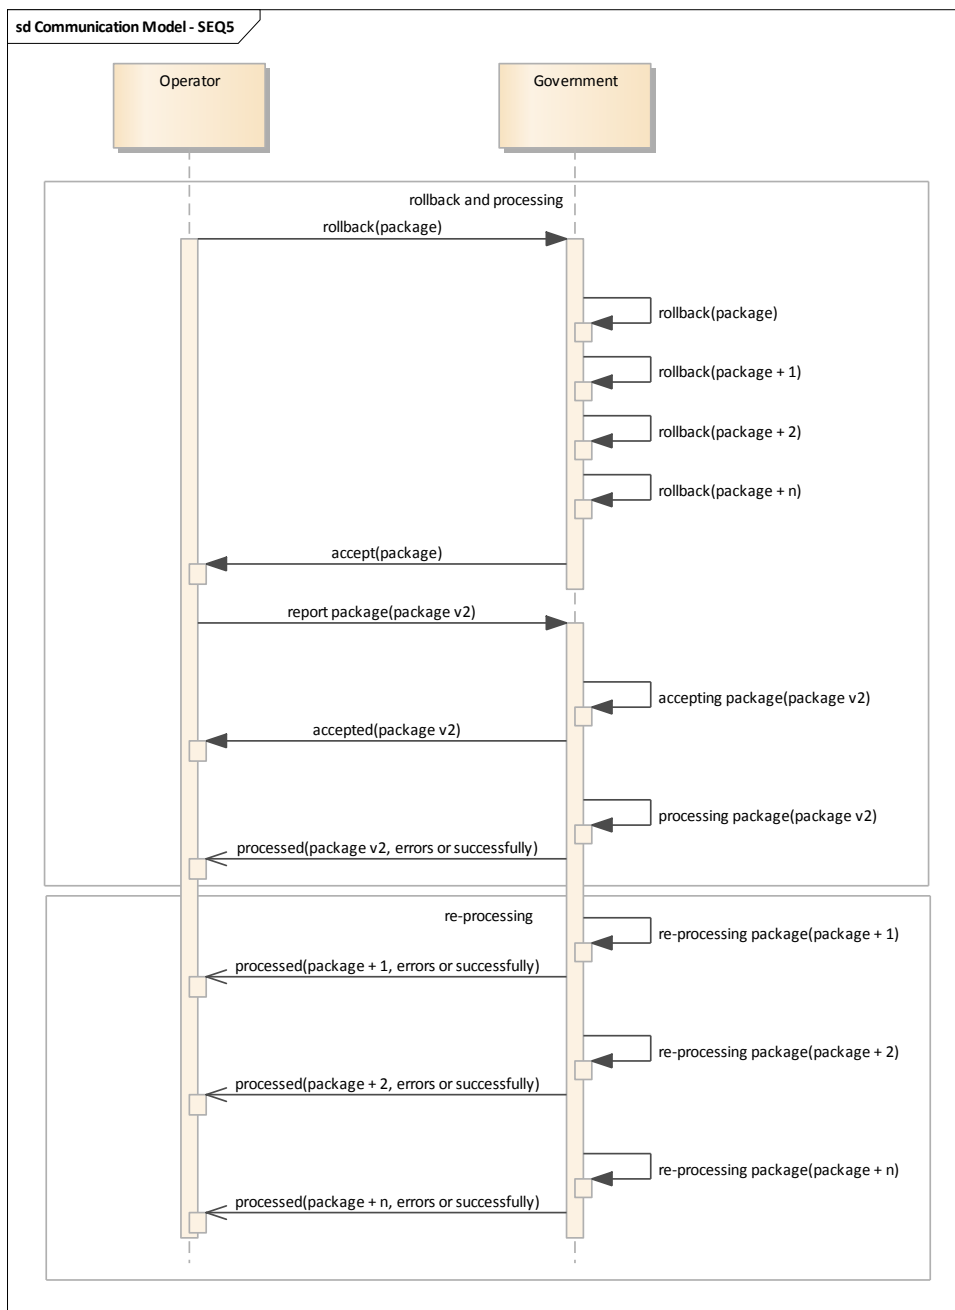 sd Communication Model - SEQ5
Operator
Government
rollback and processing
rollback(package)
rollback(package)
rollback(package + 1)
rollback(package + 2)
rollback(package + n)
accept(package)
report package(package v2)
accepting package(package v2)
accepted(package v2)
processing package(package v2)
processed(package v2, errors or successfully)
re-processing
re-processing package(package + 1)
processed(package + 1, errors or successfully)
re-processing package(package + 2)
processed(package + 2, errors or successfully)
re-processing package(package + n)
processed(package + n, errors or successfully)